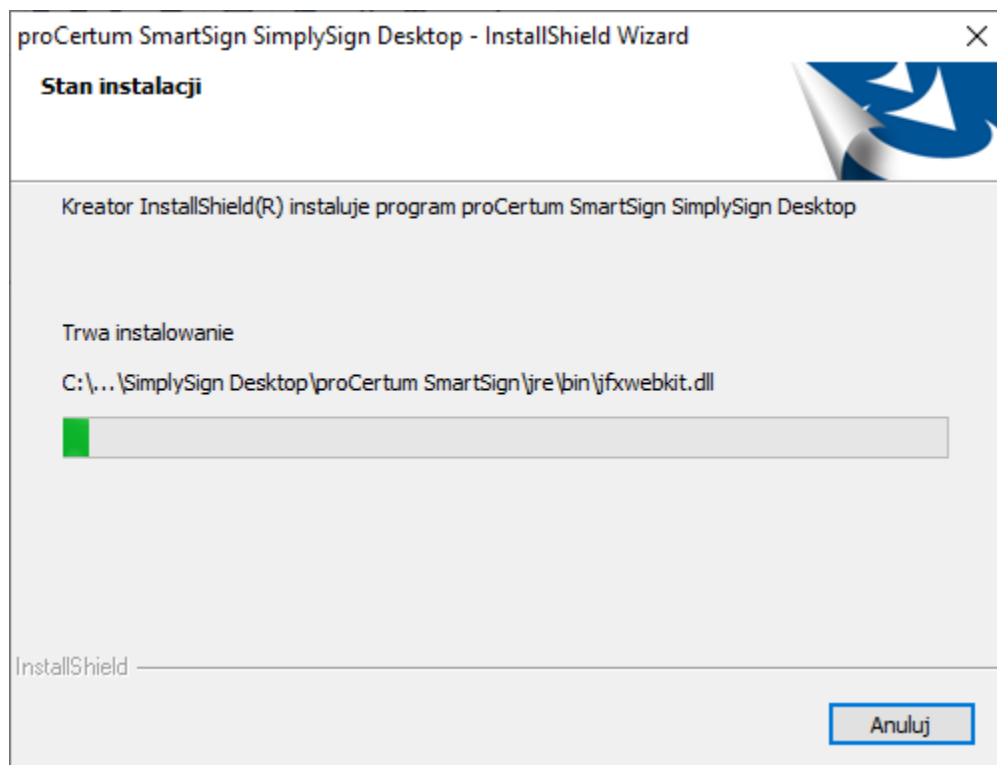 proCertum SmartSign SimplySign Desktop - InstallShield Wizard
Stan instalacji
Kreator InstallShield(R) instaluje program proCertum SmartSign SimplySign Desktop
Trwa instalowanie
C:\...\SimplySign Desktop\proCertum SmartSign\jre\bin\jfxwebkit.dll
InstallShield
Anuluj